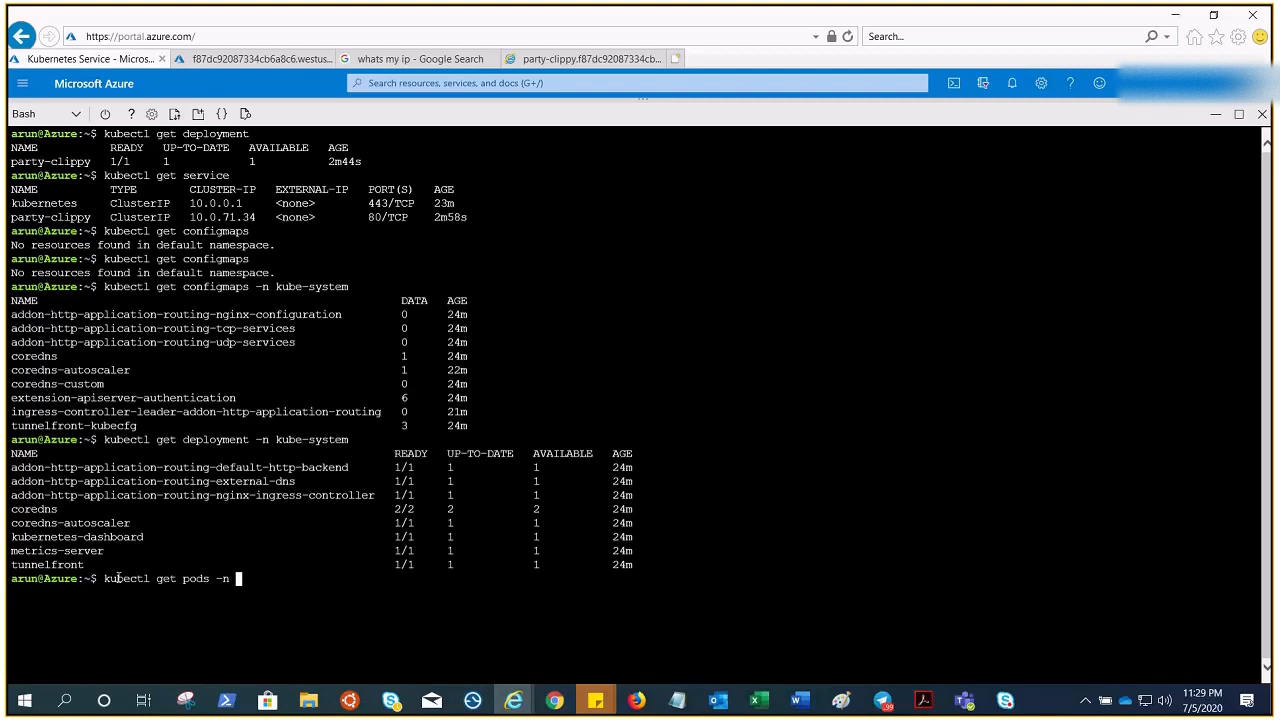 https://portal.azure.com/
Search...
Kubernetes Service - Micros...
f87dc92087334cb6a8c6.westus...
whats my ip - Google Search
party-clippy.f87dc92087334cb...
Microsoft Azure
Search resources, services, and docs (G+/)
Bash
arun@Azure:~$ kubectl get deployment
NAME READY UP-TO-DATE AVAILABLE AGE
party-clippy 1/1 1 1 2m44s
arun@Azure:~$ kubectl get service
NAME TYPE CLUSTER-IP EXTERNAL-IP PORT(S) AGE
kubernetes ClusterIP 10.0.0.1 <none> 443/TCP 23m
party-clippy ClusterIP 10.0.71.34 <none> 80/TCP 2m58s
arun@Azure:~$ kubectl get configmaps
No resources found in default namespace.
arun@Azure:~$ kubectl get configmaps
No resources found in default namespace.
arun@Azure:~$ kubectl get configmaps -n kube-system
NAME DATA AGE
addon-http-application-routing-nginx-configuration 0 24m
addon-http-application-routing-tcp-services 0 24m
addon-http-application-routing-udp-services 0 24m
coredns 1 24m
coredns-autoscaler 1 22m
coredns-custom 0 24m
extension-apiserver-authentication 6 24m
ingress-controller-leader-addon-http-application-routing 0 21m
tunnelfront-kubecfg 3 24m
arun@Azure:~$ kubectl get deployment -n kube-system
NAME READY UP-TO-DATE AVAILABLE AGE
addon-http-application-routing-default-http-backend 1/1 1 1 24m
addon-http-application-routing-external-dns 1/1 1 1 24m
addon-http-application-routing-nginx-ingress-controller 1/1 1 1 24m
coredns 2/2 2 2 24m
coredns-autoscaler 1/1 1 1 24m
kubernetes-dashboard 1/1 1 1 24m
metrics-server 1/1 1 1 24m
tunnelfront 1/1 1 1 24m
arun@Azure:~$ kubectl get pods -n
11:29 PM
7/5/2020